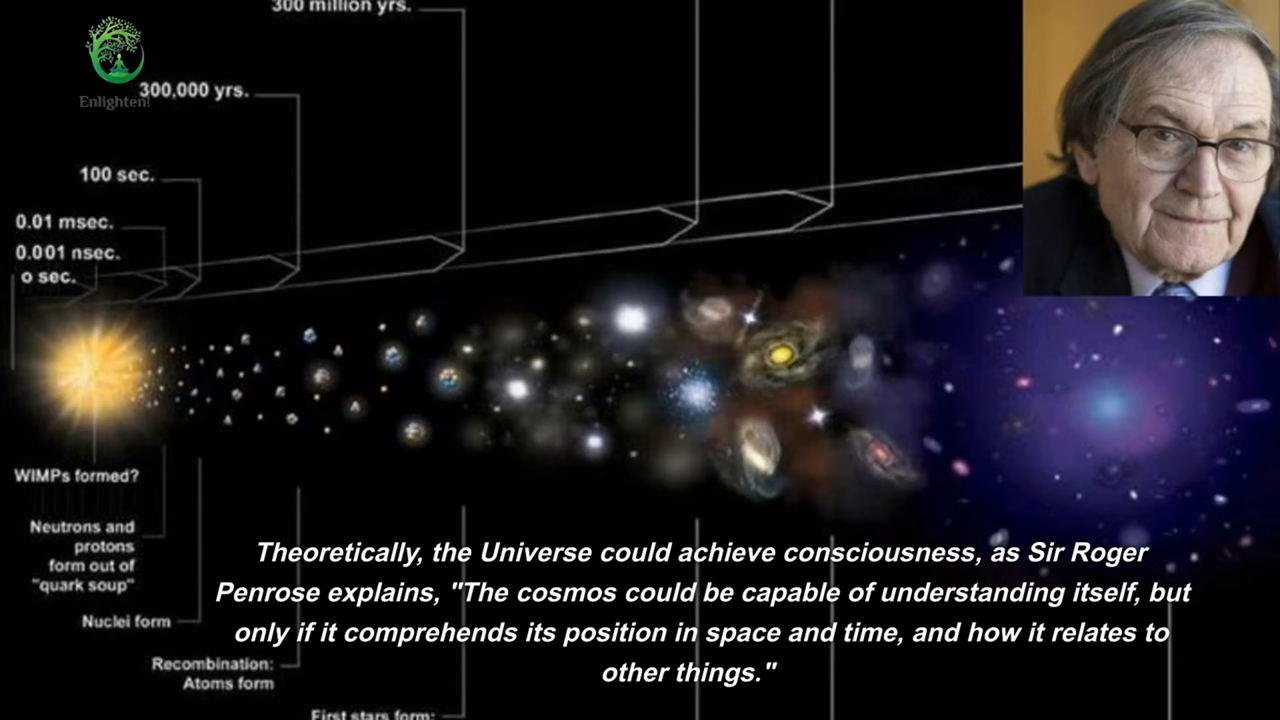 300 million yrs.
Enlighten!
300,000 yrs.
100 sec.
0.01 msec.
0.001 nsec.
0 sec.
WIMPs formed?
Neutrons and
protons
form out of
"quark soup"
Nuclei form
Recombination:
Atoms form
First stars form:
Theoretically, the Universe could achieve consciousness, as Sir Roger
Penrose explains, "The cosmos could be capable of understanding itself, but
only if it comprehends its position in space and time, and how it relates to
other things."